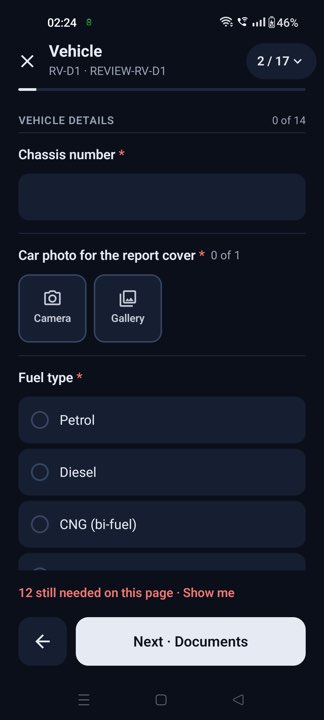 02:24
46%
Vehicle
RV-D1 · REVIEW-RV-D1
2 / 17
VEHICLE DETAILS
0 of 14
Chassis number *
Car photo for the report cover * 0 of 1
Camera
Gallery
Fuel type *
Petrol
Diesel
CNG (bi-fuel)
12 still needed on this page · Show me
Next · Documents